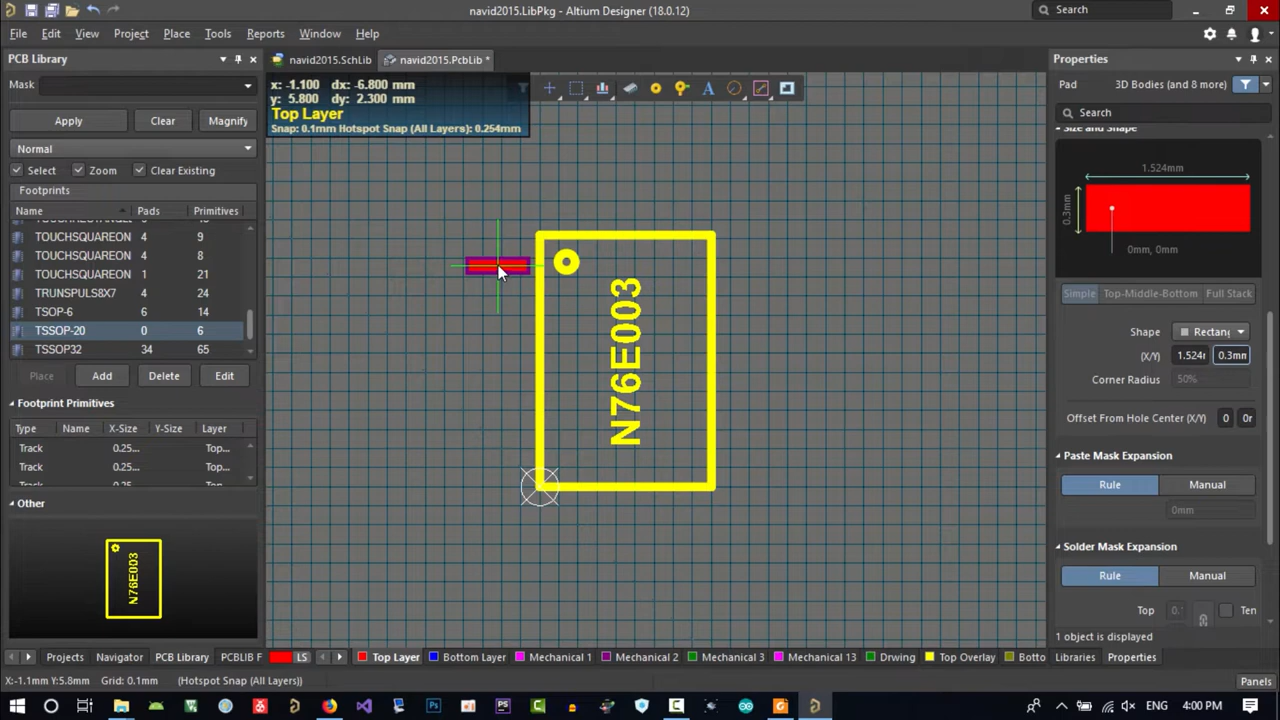 navid2015.LibPkg - Altium Designer (18.0.12)
Search
File Edit View Project Place Tools Reports Window Help
PCB Library
navid2015.SchLib
navid2015.PcbLib *
Properties
Mask
x: -1.100 dx: -6.800 mm
y: 5.800 dy: 2.300 mm
Top Layer
Snap: 0.1mm Hotspot Snap (All Layers): 0.254mm
Pad 3D Bodies (and 8 more)
Search
Apply Clear Magnify
Normal
Select Zoom Clear Existing
Footprints
Name Pads Primitives
TOUCHSQUAREON 4 9
TOUCHSQUAREON 4 8
TOUCHSQUAREON 1 21
TRUNSPULS8X7 4 24
TSOP-6 6 14
TSSOP-20 0 6
TSSOP32 34 65
Place Add Delete Edit
Footprint Primitives
Type Name X-Size Y-Size Layer
Track 0.25... Top...
Track 0.25... Top...
Other
N76E003
N76E003
Size and Shape
1.524mm
0.3mm
0mm, 0mm
Simple Top-Middle-Bottom Full Stack
Shape Rectang
(X/Y) 1.524r 0.3mn
Corner Radius 50%
Offset From Hole Center (X/Y) 0 0r
Paste Mask Expansion
Rule Manual
0mm
Solder Mask Expansion
Rule Manual
Top Ten
1 object is displayed
Projects Navigator PCB Library PCBLIB F
LS Top Layer Bottom Layer Mechanical 1 Mechanical 2 Mechanical 3 Mechanical 13 Drwing Top Overlay Botto
Libraries Properties
X:-1.1mm Y:5.8mm Grid: 0.1mm (Hotspot Snap (All Layers))
Panels
ENG 4:00 PM